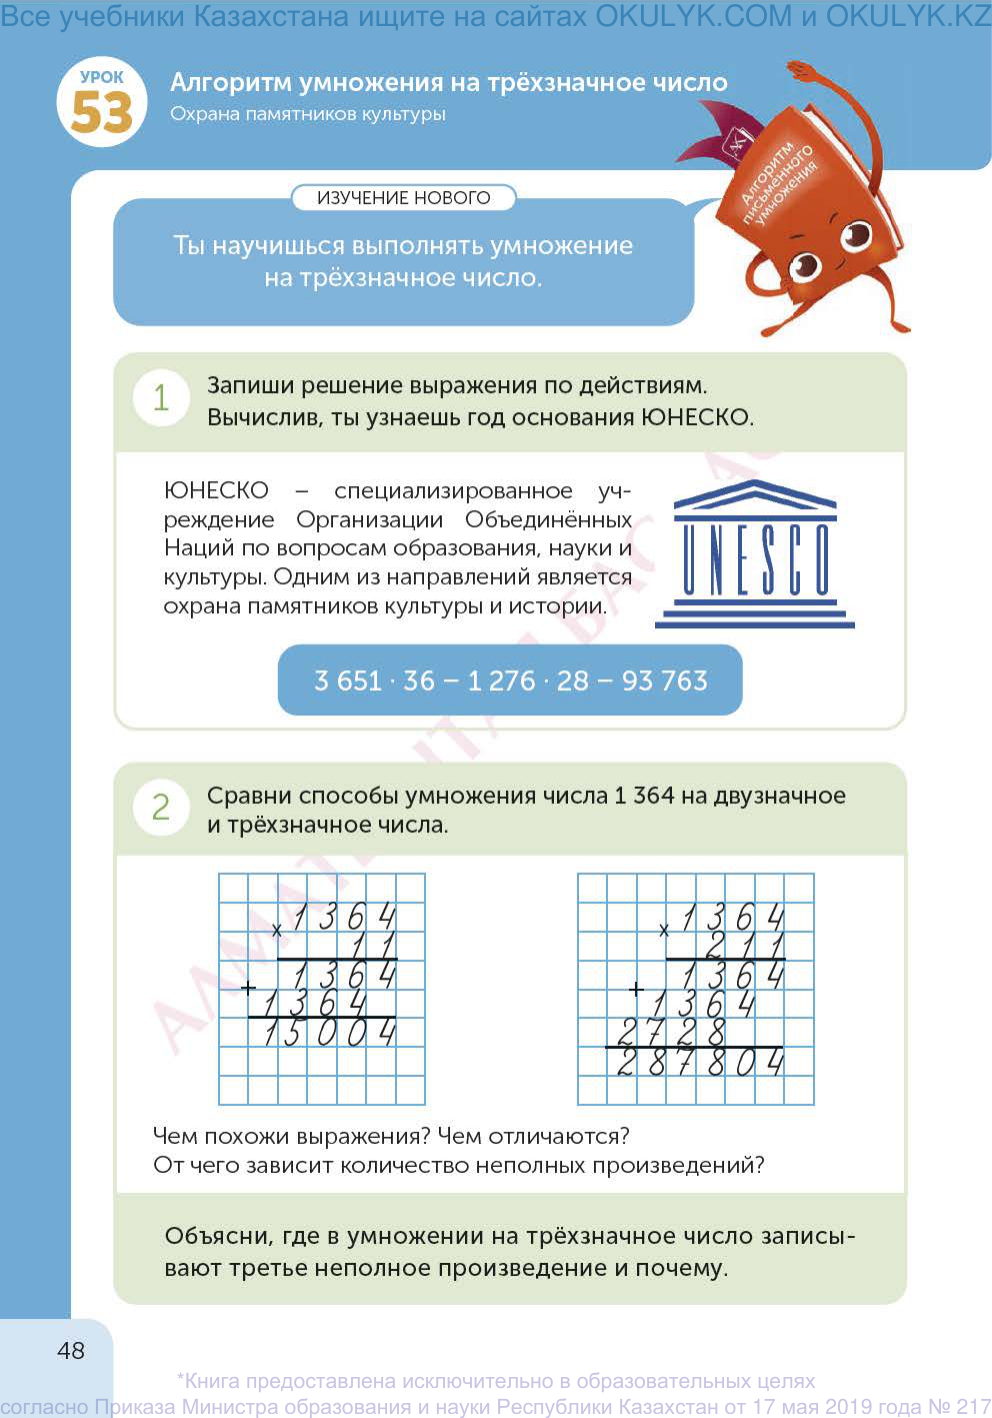 Все учебники Казахстана ищите на сайтах OKULYK.COM и OKULYK.KZ
УРОК
53
Алгоритм умножения на трёхзначное число
Охрана памятников культуры
Алгоритм
письменного
умножения
ИЗУЧЕНИЕ НОВОГО
Ты научишься выполнять умножение
на трёхзначное число.
1
Запиши решение выражения по действиям.
Вычислив, ты узнаешь год основания ЮНЕСКО.
ЮНЕСКО – специализированное уч-
реждение Организации Объединённых
Наций по вопросам образования, науки и
культуры. Одним из направлений является
охрана памятников культуры и истории.
UNESCO
3 651 · 36 – 1 276 · 28 – 93 763
2
Сравни способы умножения числа 1 364 на двузначное
и трёхзначное числа.
x 1364
11
+ 1364
1364
15004
x 1364
211
+ 1364
1364
2728
287804
Чем похожи выражения? Чем отличаются?
От чего зависит количество неполных произведений?
Объясни, где в умножении на трёхзначное число записы-
вают третье неполное произведение и почему.
48
*Книга предоставлена исключительно в образовательных целях
согласно Приказа Министра образования и науки Республики Казахстан от 17 мая 2019 года № 217